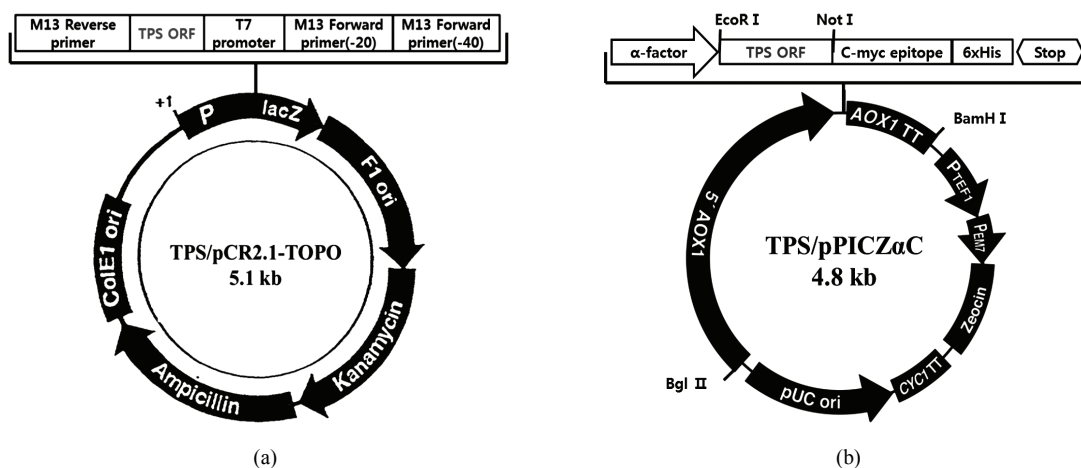 M13 Reverse primer
TPS ORF
T7 promoter
M13 Forward primer(-20)
M13 Forward primer(-40)
+1
P
lacZ
F1 ori
Kanamycin
Ampicillin
ColE1 ori
TPS/pCR2.1-TOPO
5.1 kb
(a)
EcoR I
Not I
α-factor
TPS ORF
C-myc epitope
6xHis
Stop
5´ AOX1
AOX1 TT
BamH I
PTEF1
PEM7
Zeocin
CYC1 TT
pUC ori
Bgl II
TPS/pPICZαC
4.8 kb
(b)